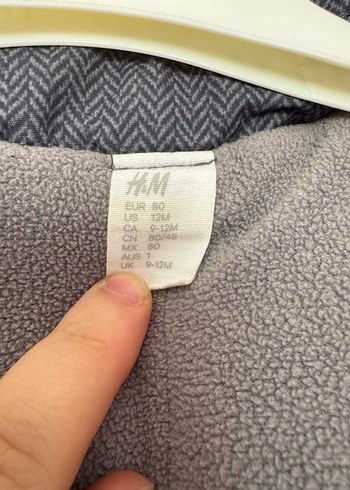 H&M
EUR 80
US 12M
CA 9-12M
CN 80/48
MX 80
AUS 1
UK 9-12M